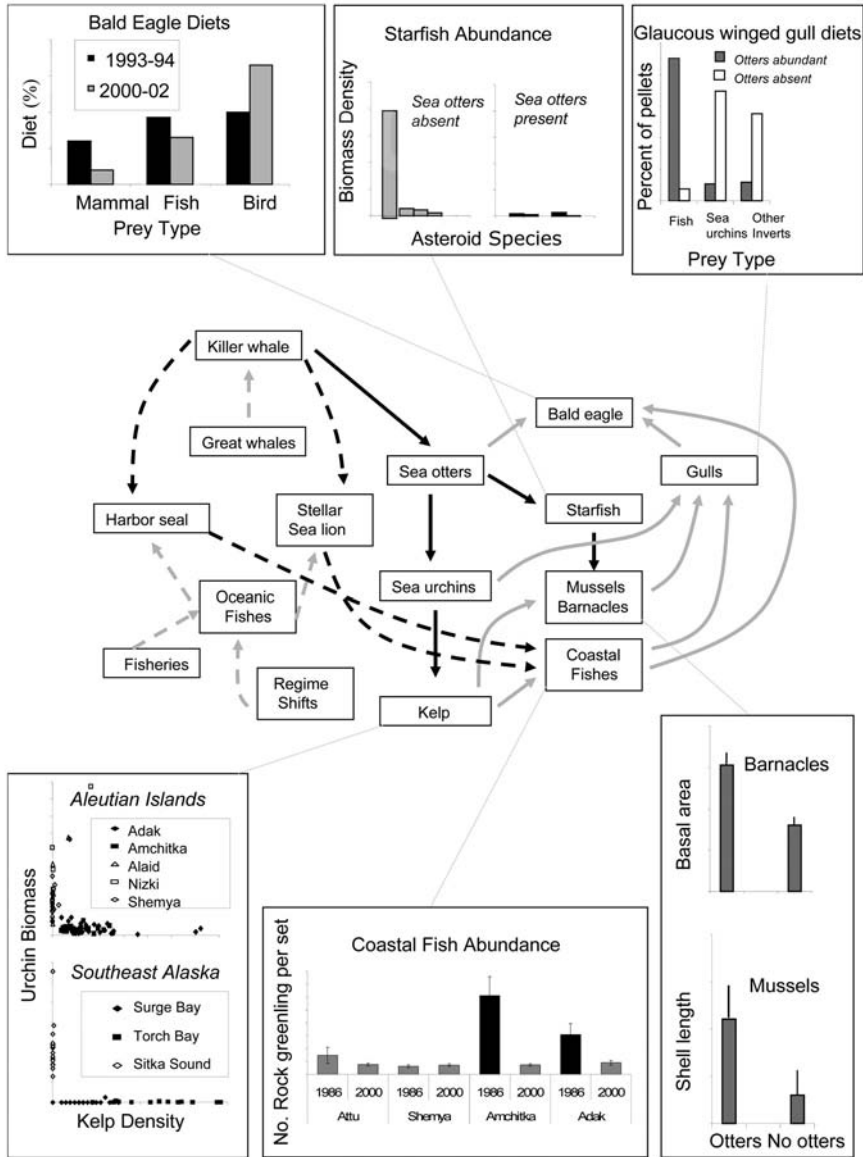 Bald Eagle Diets
1993-94
2000-02
Diet (%)
Mammal Fish Bird
Prey Type
Starfish Abundance
Sea otters
absent
Sea otters
present
Biomass Density
Asteroid Species
Glaucous winged gull diets
Otters abundant
Otters absent
Percent of pellets
Fish
Sea
urchins
Other
Inverts
Prey Type
Killer whale
Great whales
Bald eagle
Sea otters
Gulls
Harbor seal
Stellar
Sea lion
Starfish
Sea urchins
Mussels
Barnacles
Oceanic
Fishes
Fisheries
Coastal
Fishes
Regime
Shifts
Kelp
Aleutian Islands
Adak
Amchitka
Alaid
Nizki
Shemya
Urchin Biomass
Southeast Alaska
Surge Bay
Torch Bay
Sitka Sound
Kelp Density
Coastal Fish Abundance
No. Rock greenling per set
1986 2000 1986 2000 1986 2000 1986 2000
Attu Shemya Amchitka Adak
Barnacles
Basal area
Mussels
Shell length
Otters No otters